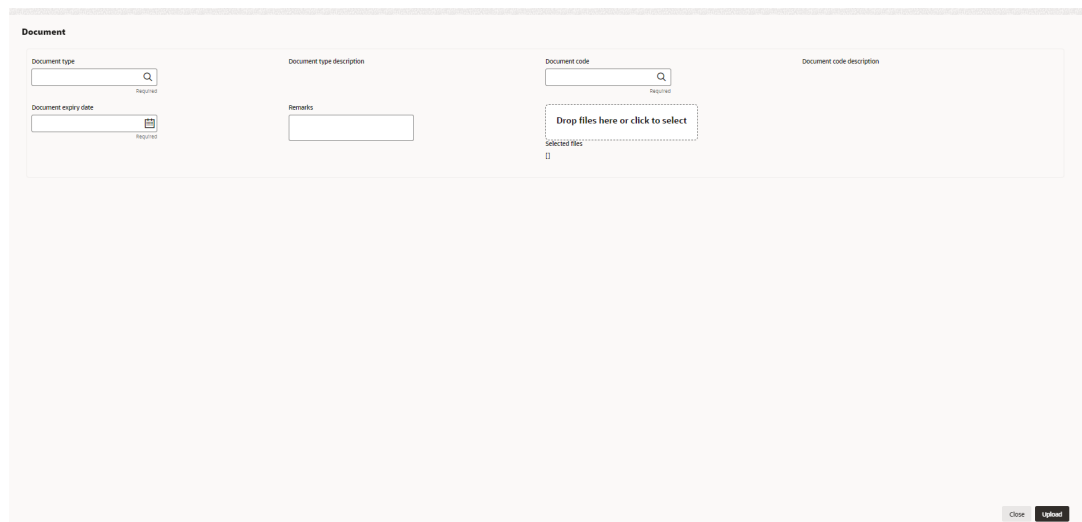 Document
Document type
Document type description
Document code
Document code description
Required
Required
Document expiry date
Remarks
Drop files here or click to select
Required
Selected files
[]
Close
Upload